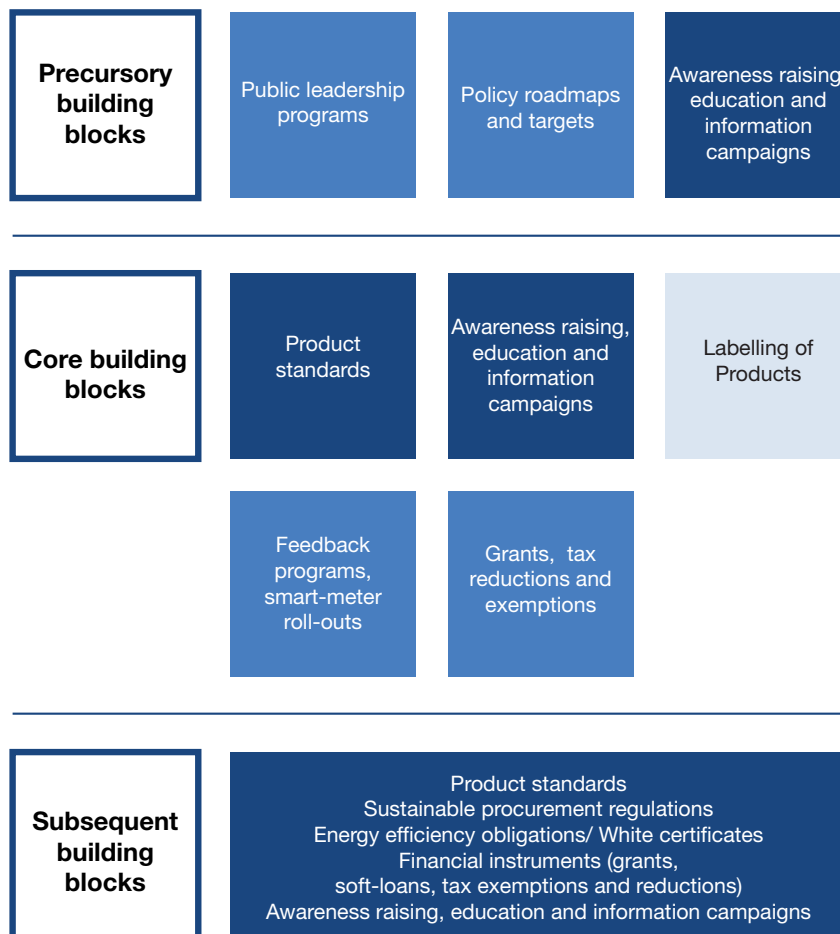 Precursory
building
blocks
Public leadership
programs
Policy roadmaps
and targets
Awareness raising,
education and
information
campaigns
Core building
blocks
Product
standards
Awareness raising,
education and
information
campaigns
Labelling of
Products
Feedback
programs,
smart-meter
roll-outs
Grants, tax
reductions and
exemptions
Subsequent
building
blocks
Product standards
Sustainable procurement regulations
Energy efficiency obligations/ White certificates
Financial instruments (grants,
soft-loans, tax exemptions and reductions)
Awareness raising, education and information campaigns